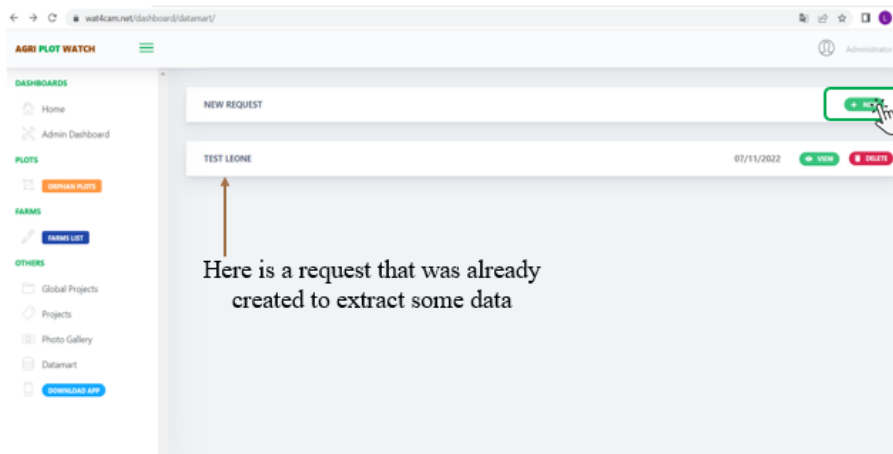 wat4cam.net/dashboard/datamart/
AGRI PLOT WATCH
Administrator
DASHBOARDS
Home
Admin Dashboard
PLOTS
ORPHAN PLOTS
FARMS
FARMS LIST
OTHERS
Global Projects
Projects
Photo Gallery
Datamart
DOWNLOAD APP
NEW REQUEST
TEST LEONE
07/11/2022
VIEW
DELETE
Here is a request that was already
created to extract some data